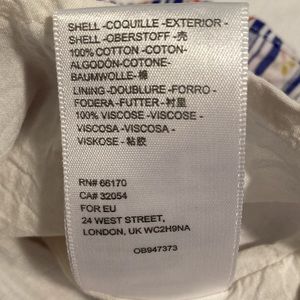 SHELL -COQUILLE -EXTERIOR -
SHELL -OBERSTOFF -売
100% COTTON -COTON-
ALGODÓN-COTONE-
BAUMWOLLE- 棉
LINING -DOUBLURE -FORRO -
FODERA -FUTTER - 衬里
100% VISCOSE -VISCOSE -
VISCOSA -VISCOSA -
VISKOSE - 粘胶
RN# 66170
CA# 32054
FOR EU
24 WEST STREET,
LONDON, UK WC2H9NA
OB947373